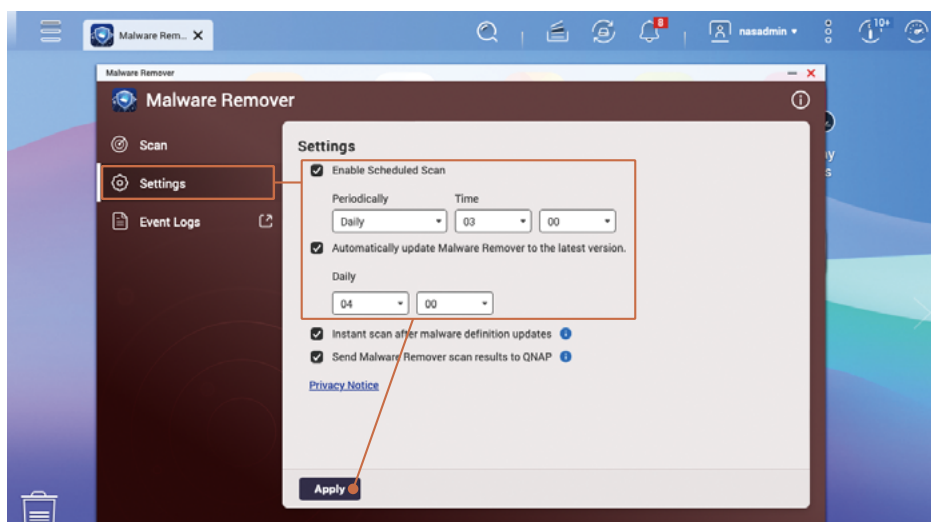 Malware Rem... X
8
nasadmin
10+
Malware Remover
Malware Remover
Scan
Settings
Event Logs
Settings
Enable Scheduled Scan
Periodically Time
Daily 03 00
Automatically update Malware Remover to the latest version.
Daily
04 00
Instant scan after malware definition updates
Send Malware Remover scan results to QNAP
Privacy Notice
Apply